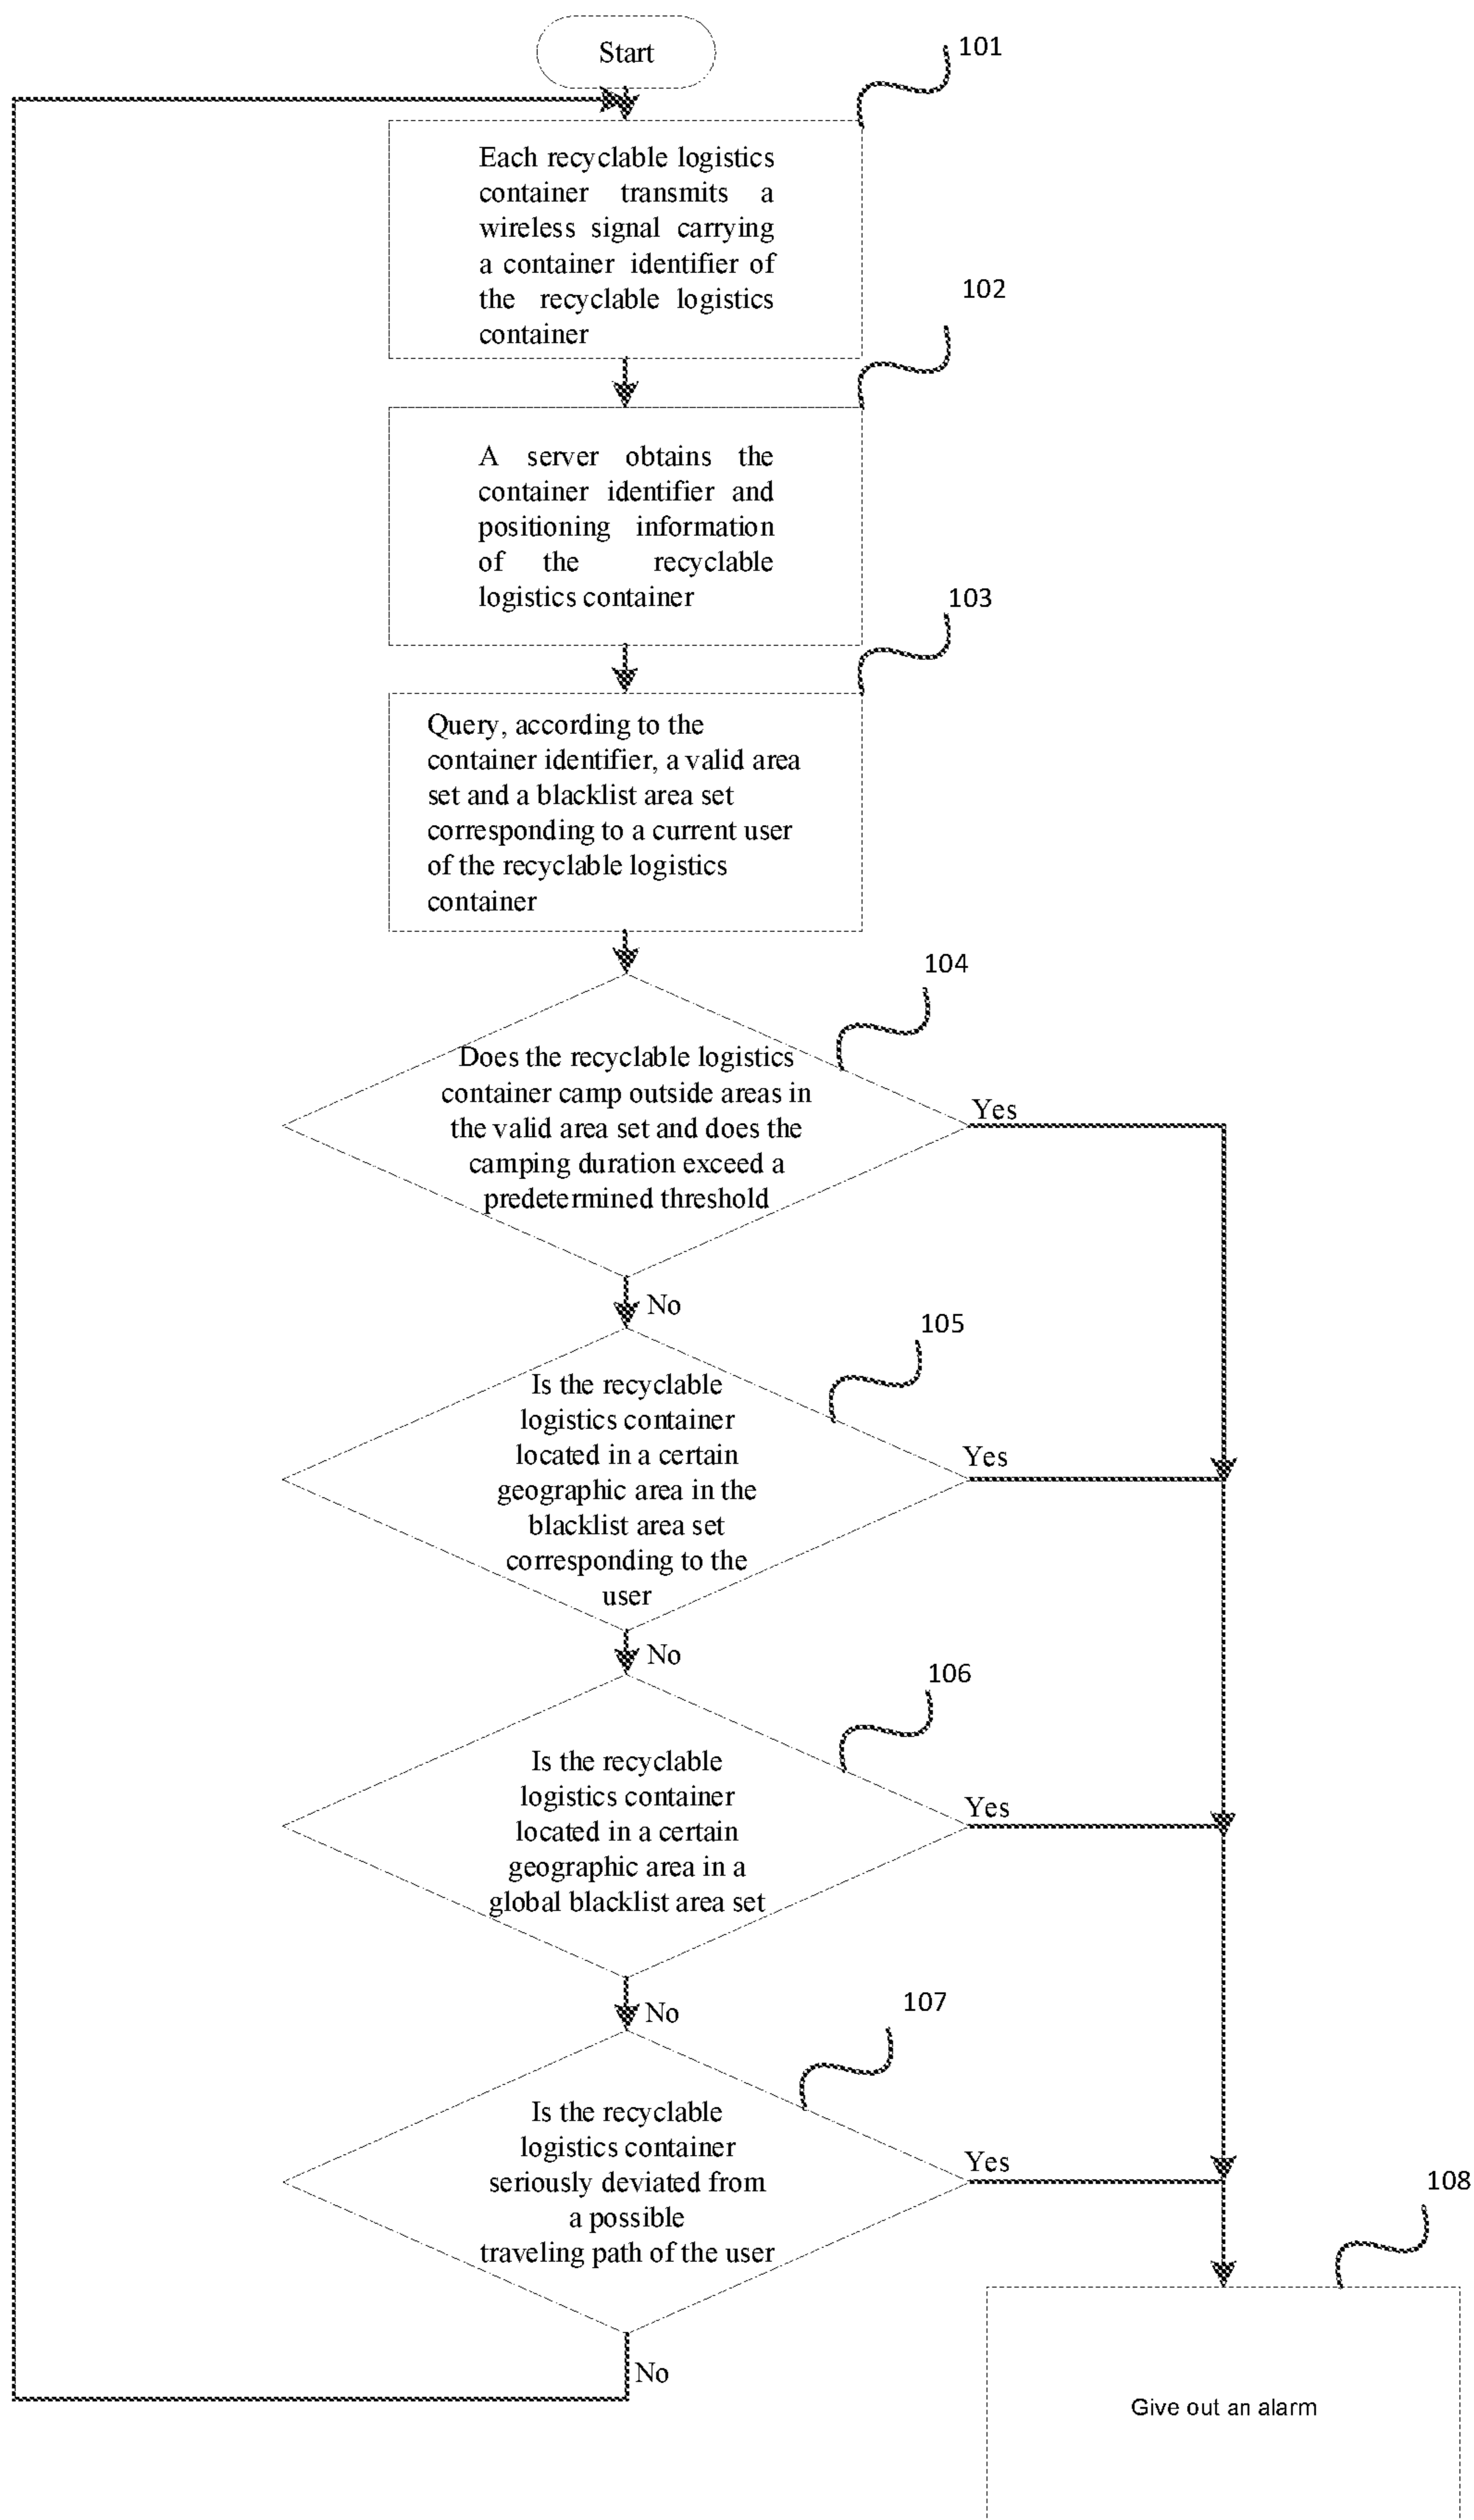 Start
101
Each recyclable logistics
container transmits a
wireless signal carrying
a container identifier of
the recyclable logistics
container
102
A server obtains the
container identifier and
positioning information
of the recyclable
logistics container
103
Query, according to the
container identifier, a valid area
set and a blacklist area set
corresponding to a current user
of the recyclable logistics
container
104
Does the recyclable logistics
container camp outside areas in
the valid area set and does the
camping duration exceed a
predetermined threshold
Yes
No
105
Is the recyclable
logistics container
located in a certain
geographic area in the
blacklist area set
corresponding to the
user
Yes
No
106
Is the recyclable
logistics container
located in a certain
geographic area in a
global blacklist area set
Yes
No
107
Is the recyclable
logistics container
seriously deviated from
a possible
traveling path of the user
Yes
No
108
Give out an alarm